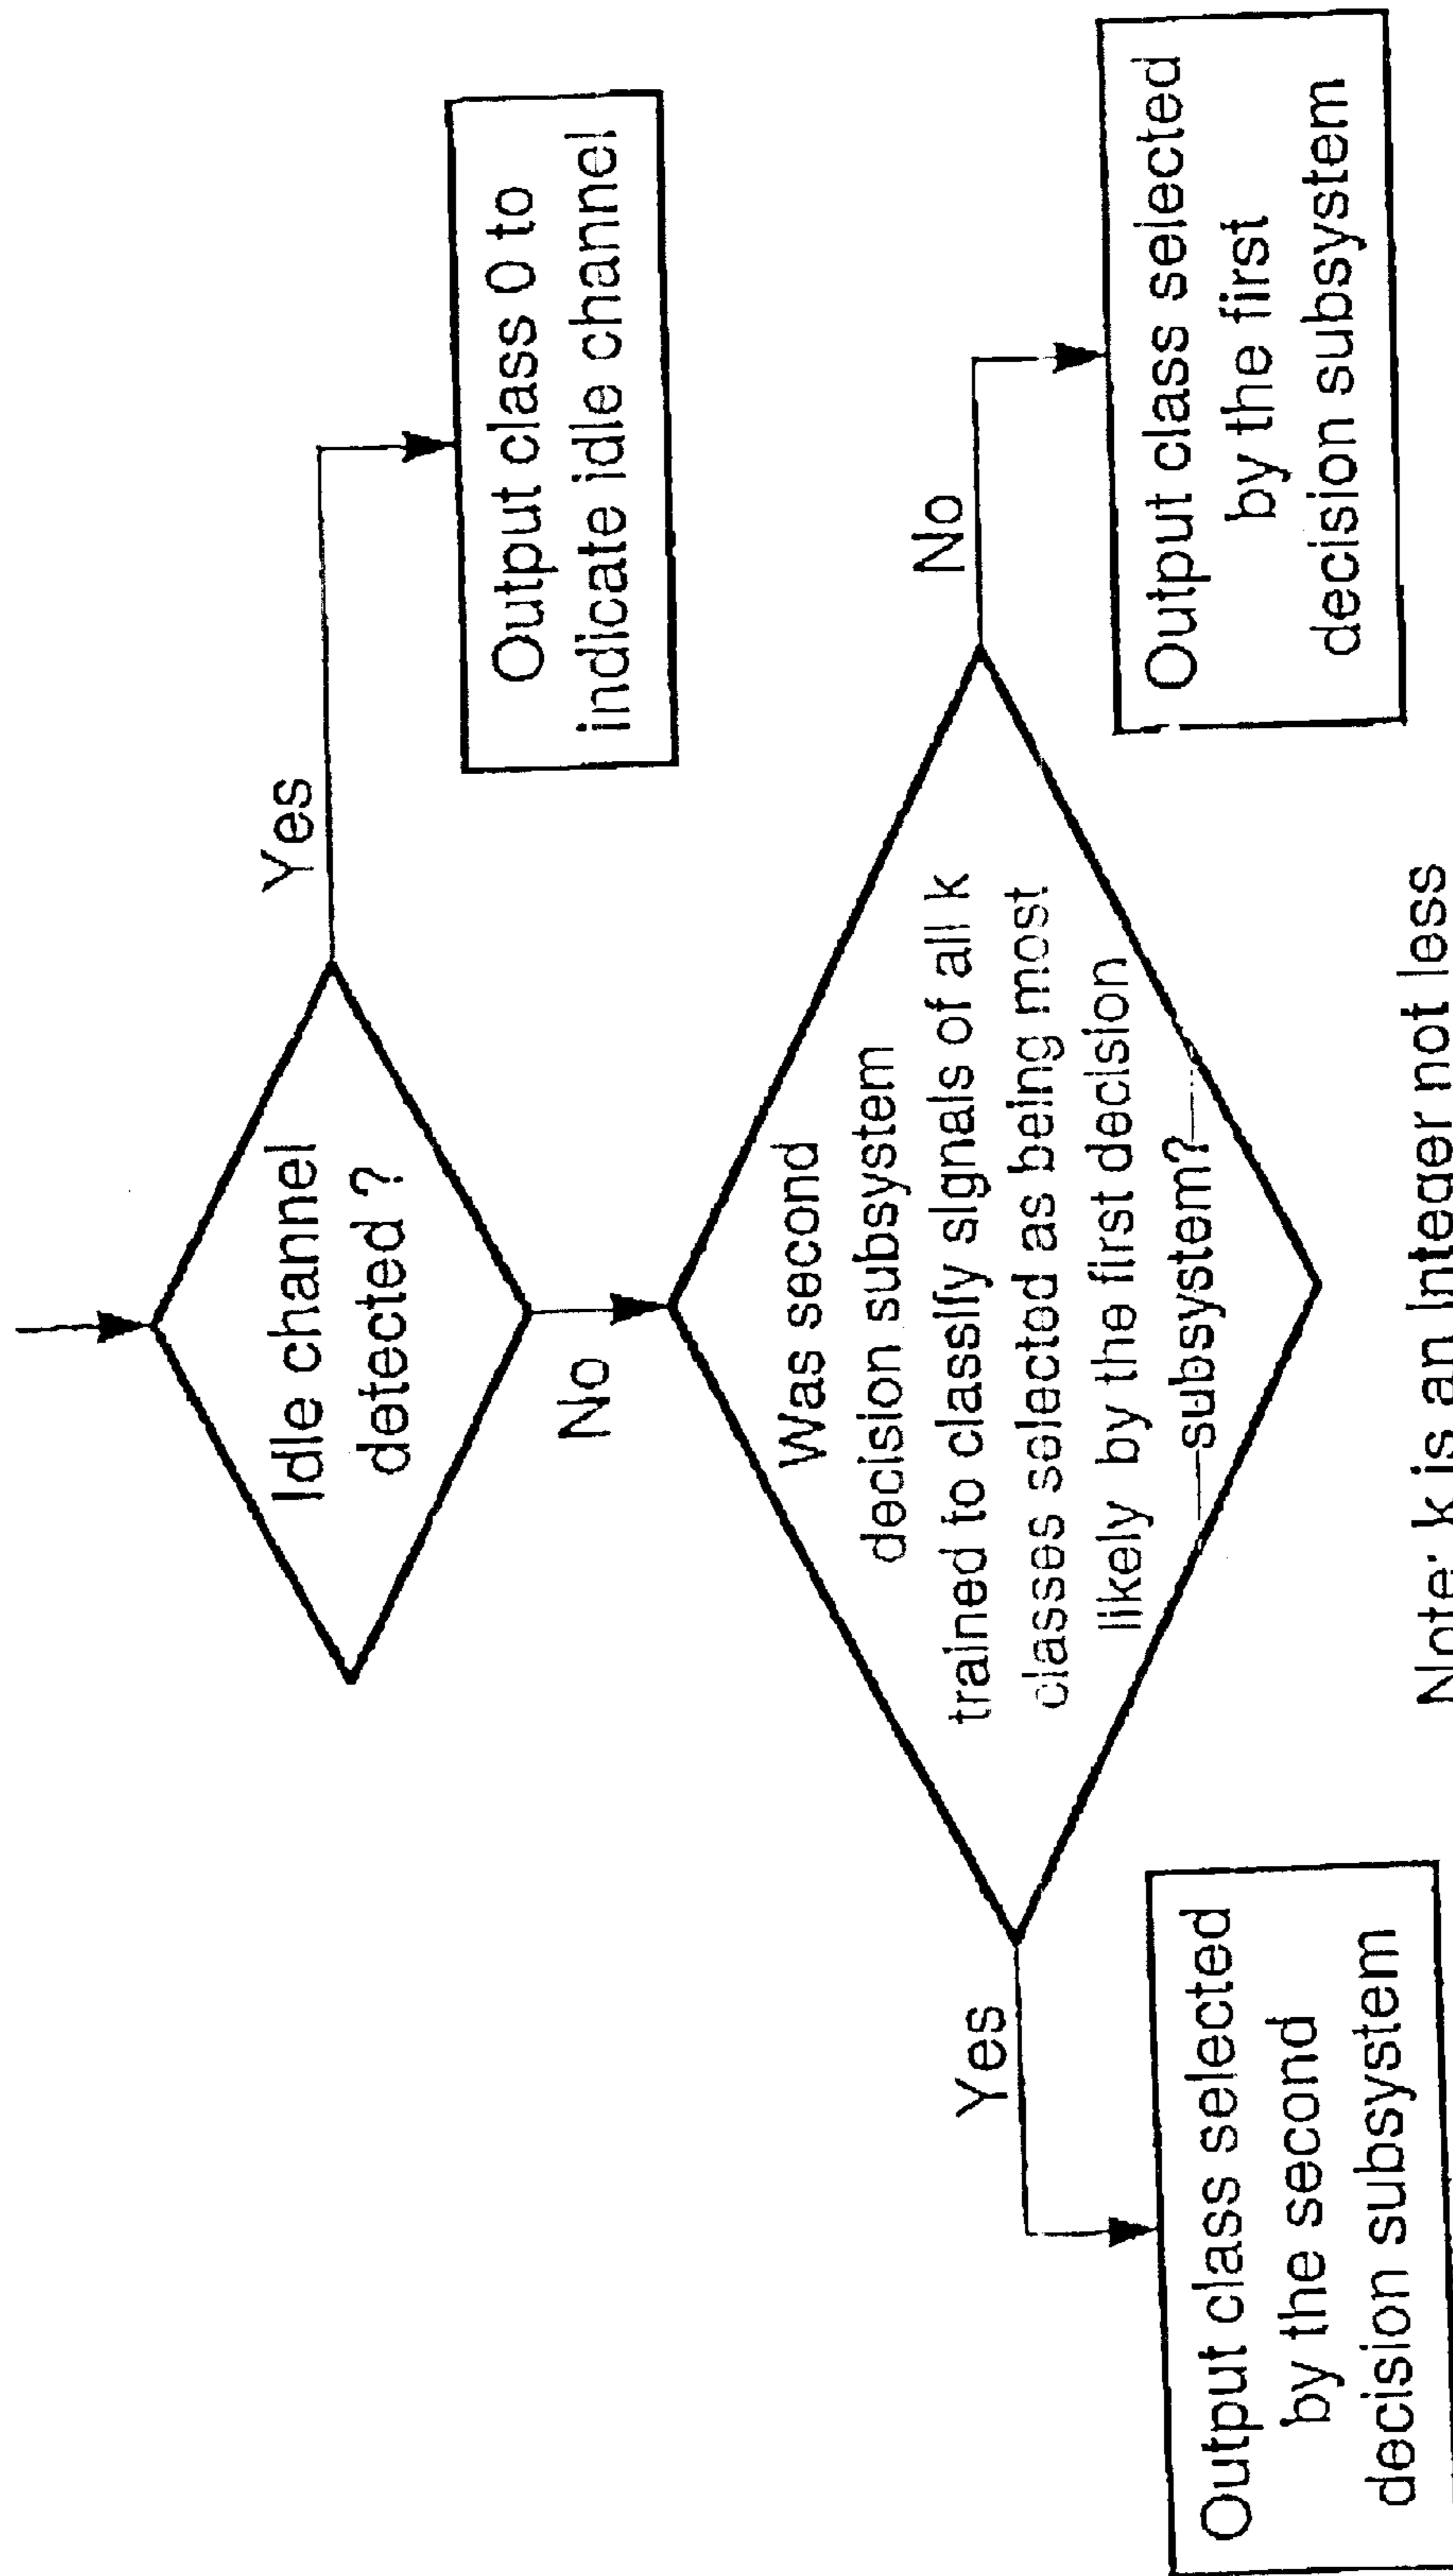 Idle channel
detected ?
Yes
Output class 0 to
indicate idle channel
No
Was second
decision subsystem
trained to classify signals of all k
classes selected as being most
likely by the first decision
subsystem?
Yes
Output class selected
by the second
decision subsystem
No
Output class selected
by the first
decision subsystem
Note: k is an integer not less